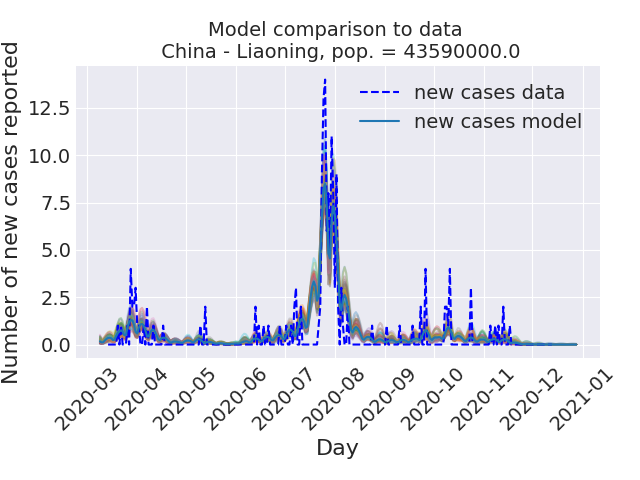 Model comparison to data
China - Liaoning, pop. = 43590000.0
Number of new cases reported
12.5
10.0
7.5
5.0
2.5
0.0
new cases data
new cases model
2020-03
2020-04
2020-05
2020-06
2020-07
2020-08
2020-09
2020-10
2020-11
2020-12
2021-01
Day